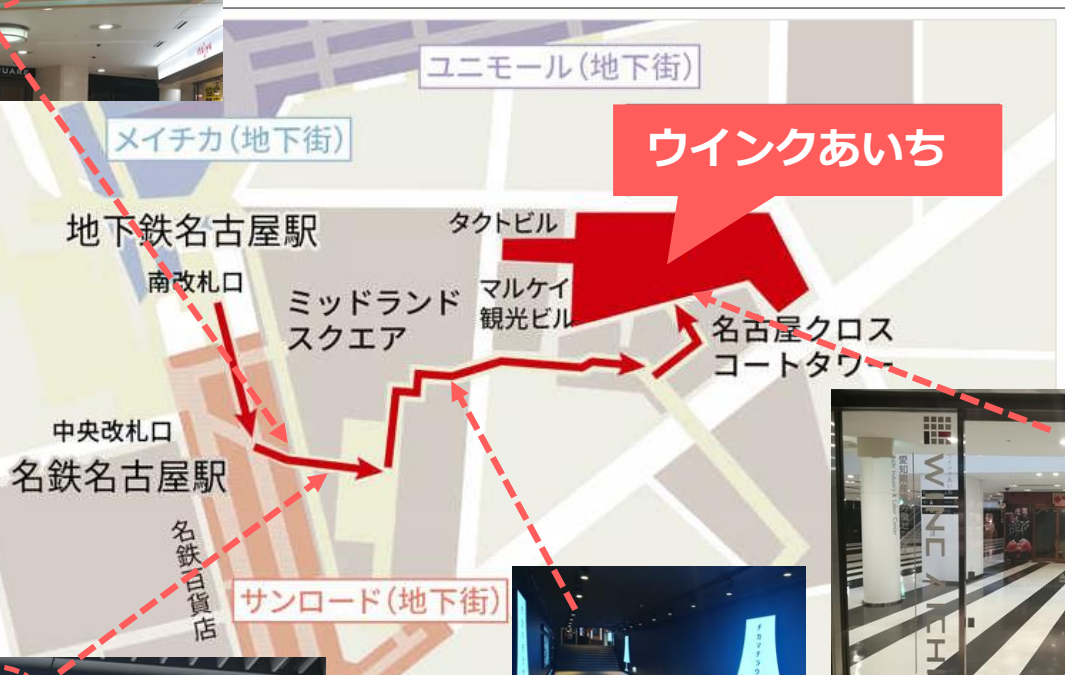 ユニモール(地下街)
ウインクあいち
メイチカ(地下街)
地下鉄名古屋駅
南改札口
タクトビル
ミッドランド
スクエア
マルケイ
観光ビル
名古屋クロス
コートタワー
中央改札口
名鉄名古屋駅
名鉄百貨店
サンロード(地下街)
WINC AICH